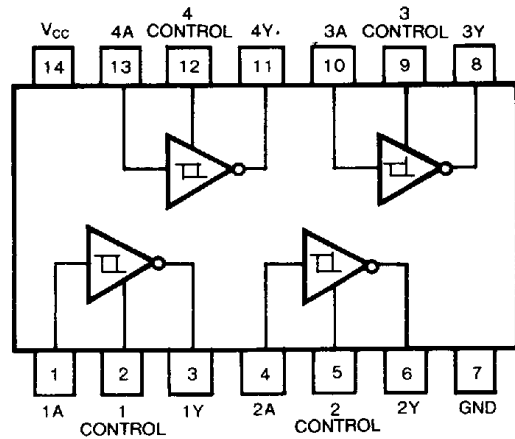 4 3
Vcc 4A CONTROL 4Y. 3A CONTROL 3Y
14 13 12 11 10 9 8
1 2 3 4 5 6 7
1A 1 1Y 2A 2 2Y GND
CONTROL CONTROL